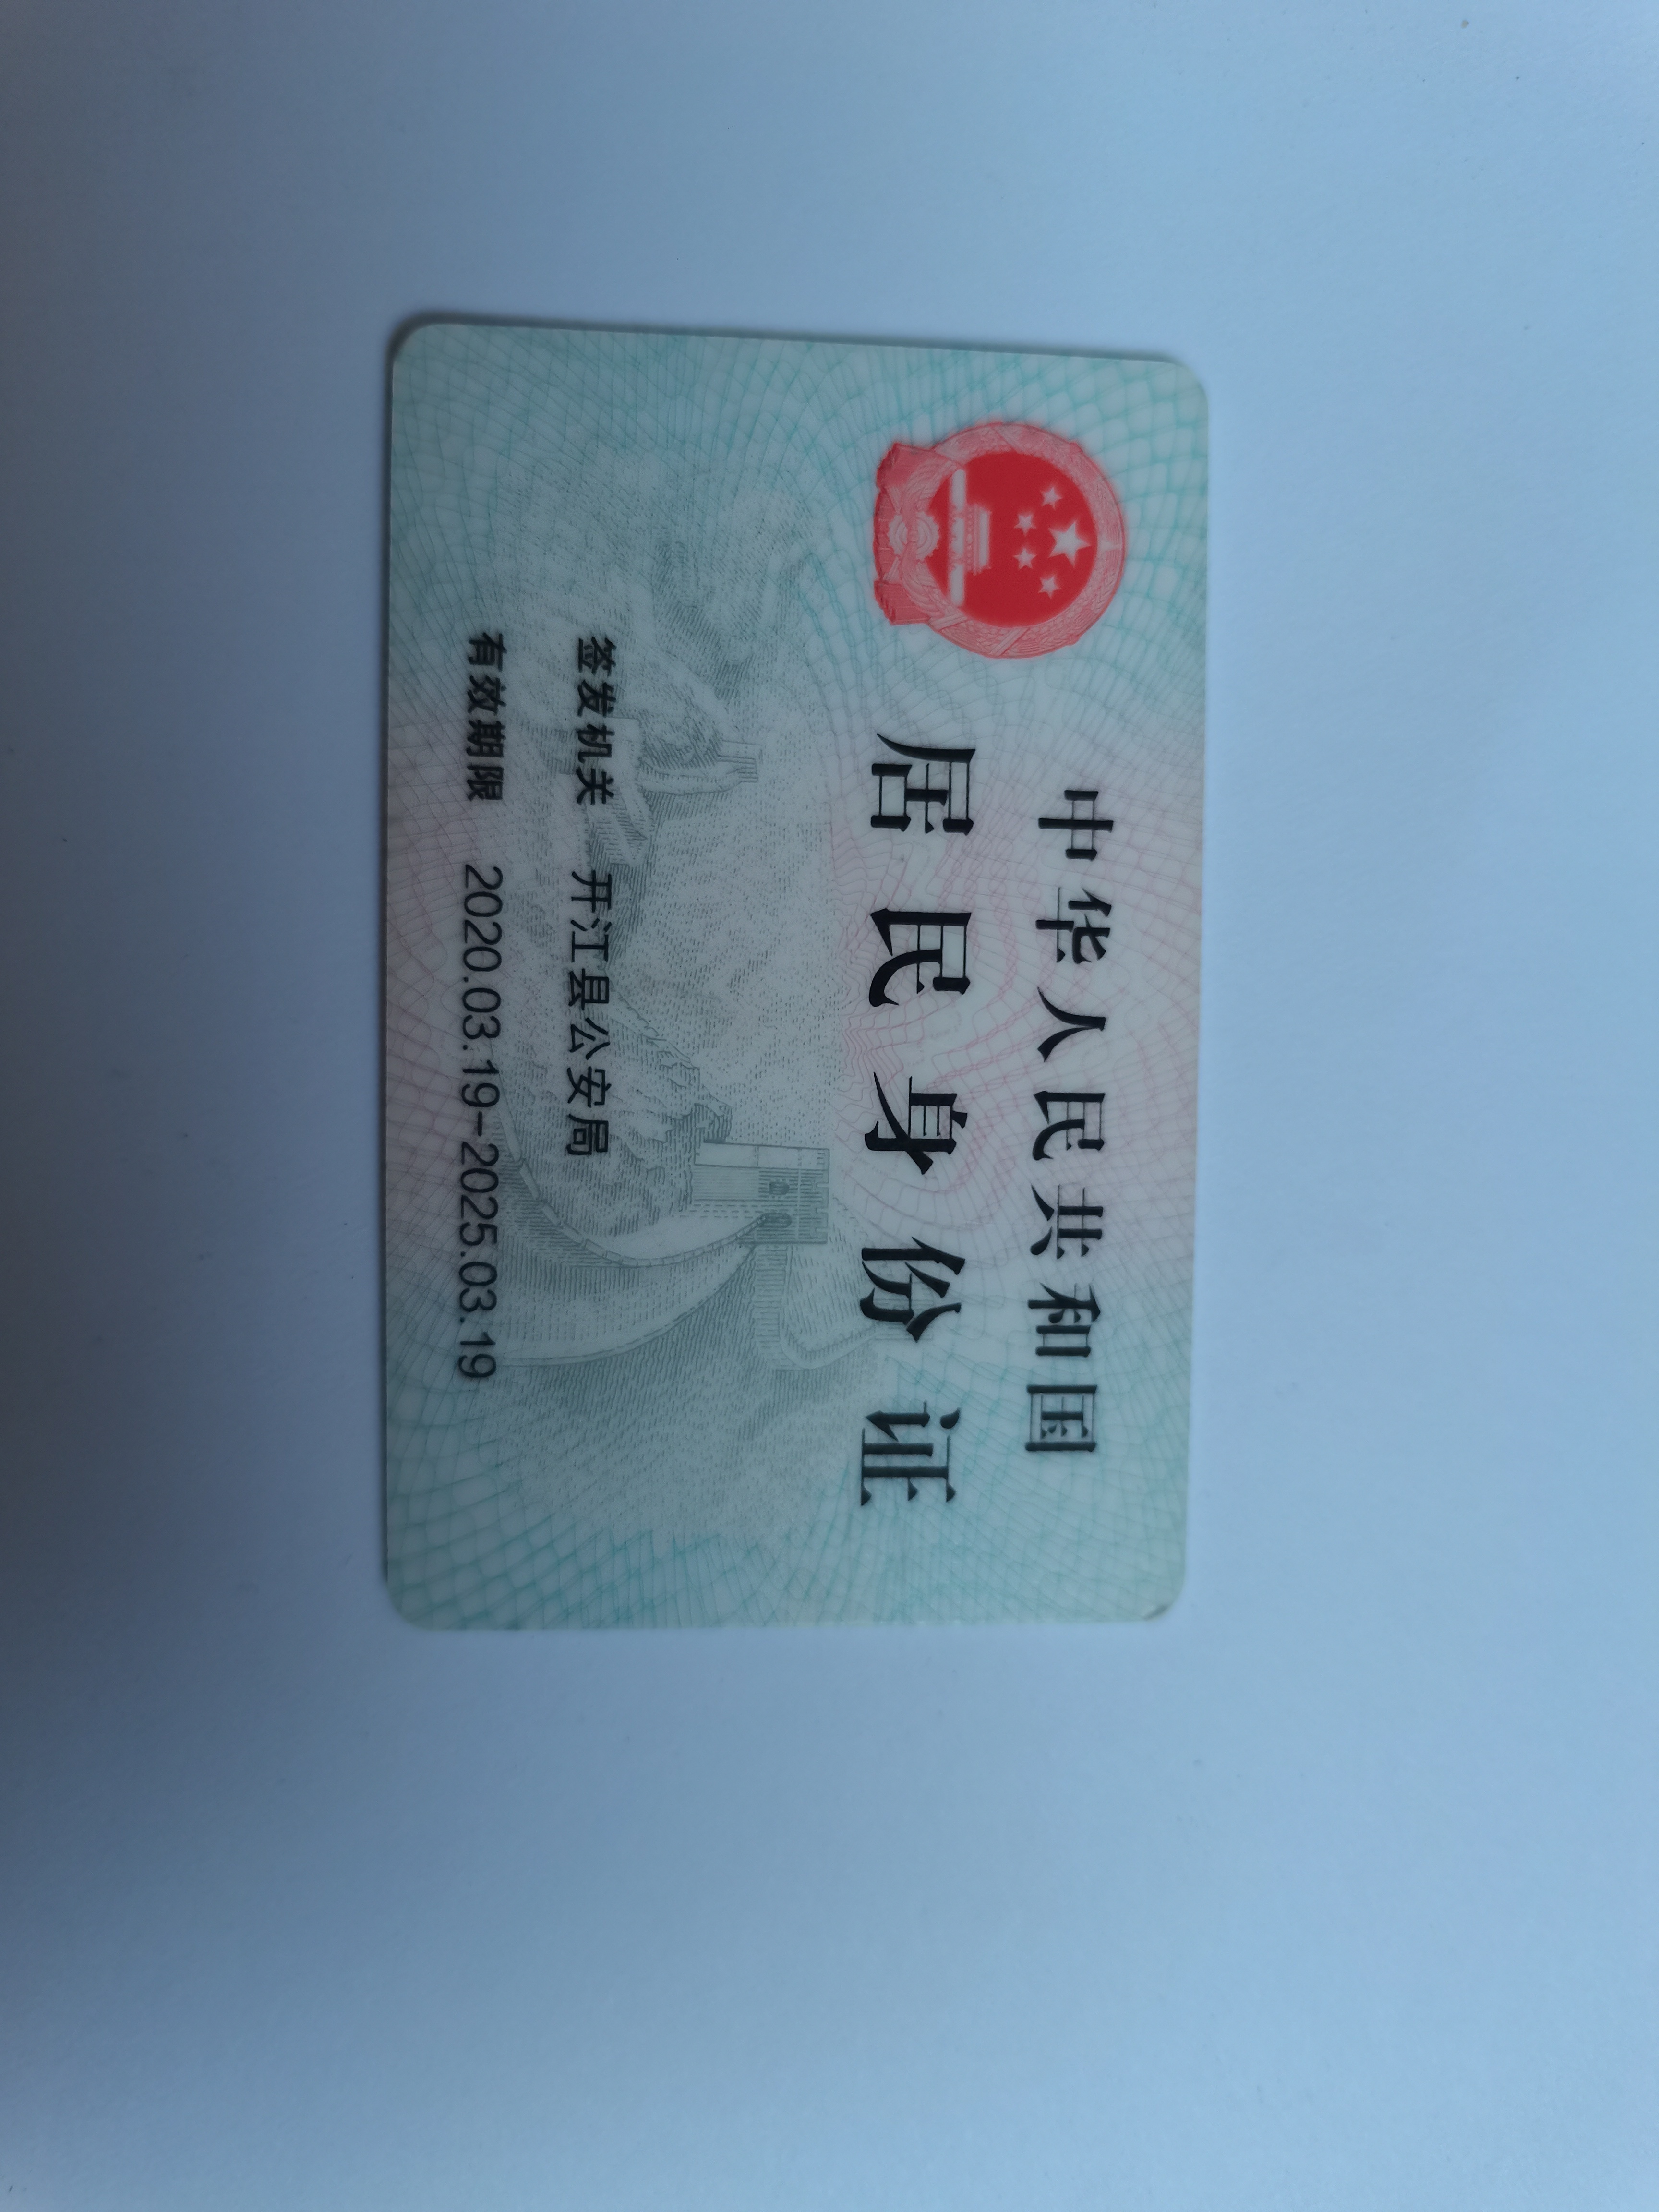 中华人民共和国
居民身份证
签发机关 开江县公安局
有效期限 2020.03.19-2025.03.19